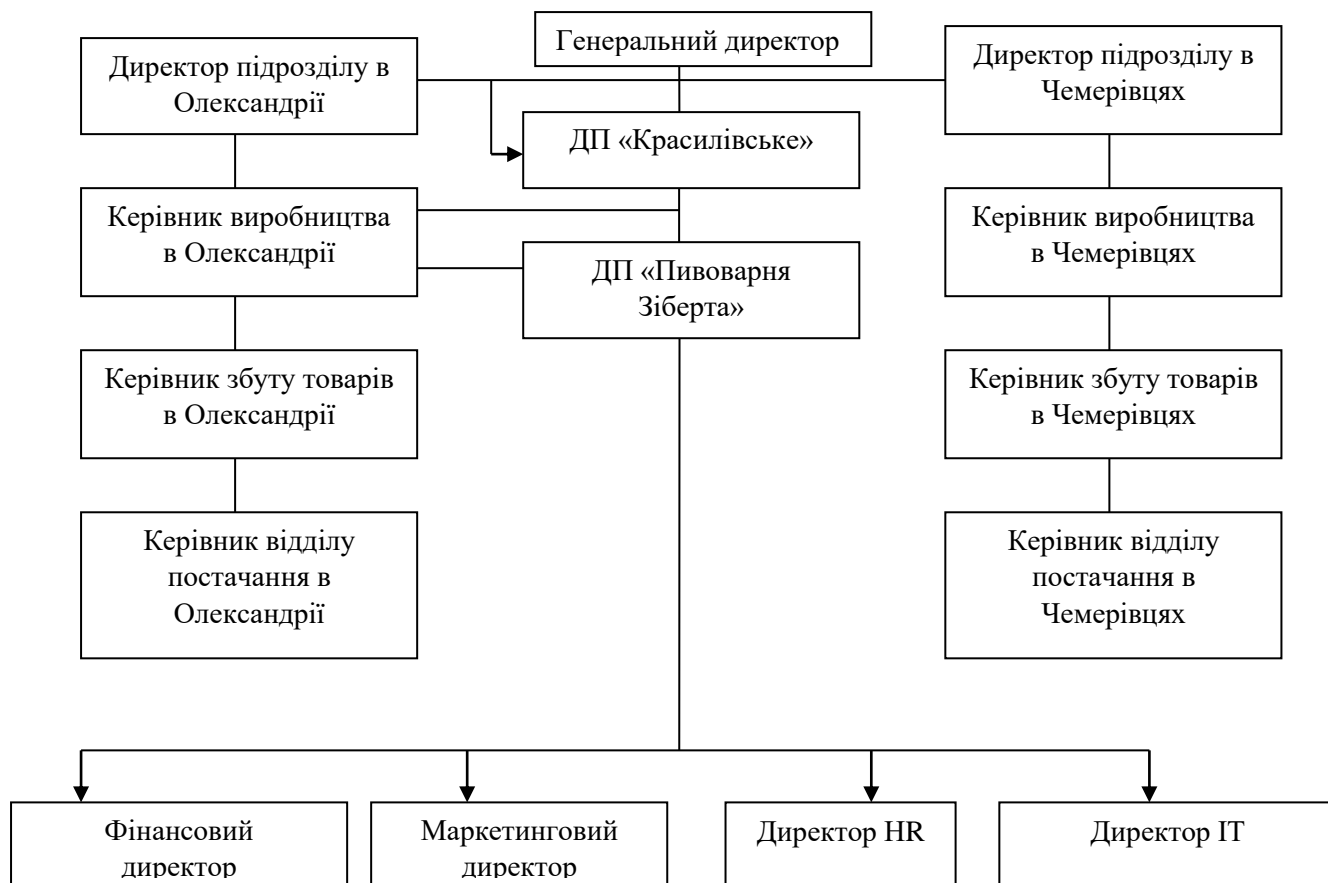 Генеральний директор
Директор підрозділу в
Олександрії
Директор підрозділу в
Чемерівцях
ДП «Красилівське»
Керівник виробництва
в Олександрії
Керівник виробництва
в Чемерівцях
ДП «Пивоварня
Зіберта»
Керівник збуту товарів
в Олександрії
Керівник збуту товарів
в Чемерівцях
Керівник відділу
постачання в
Олександрії
Керівник відділу
постачання в
Чемерівцях
Фінансовий
директор
Маркетинговий
директор
Директор HR
Директор ІТ